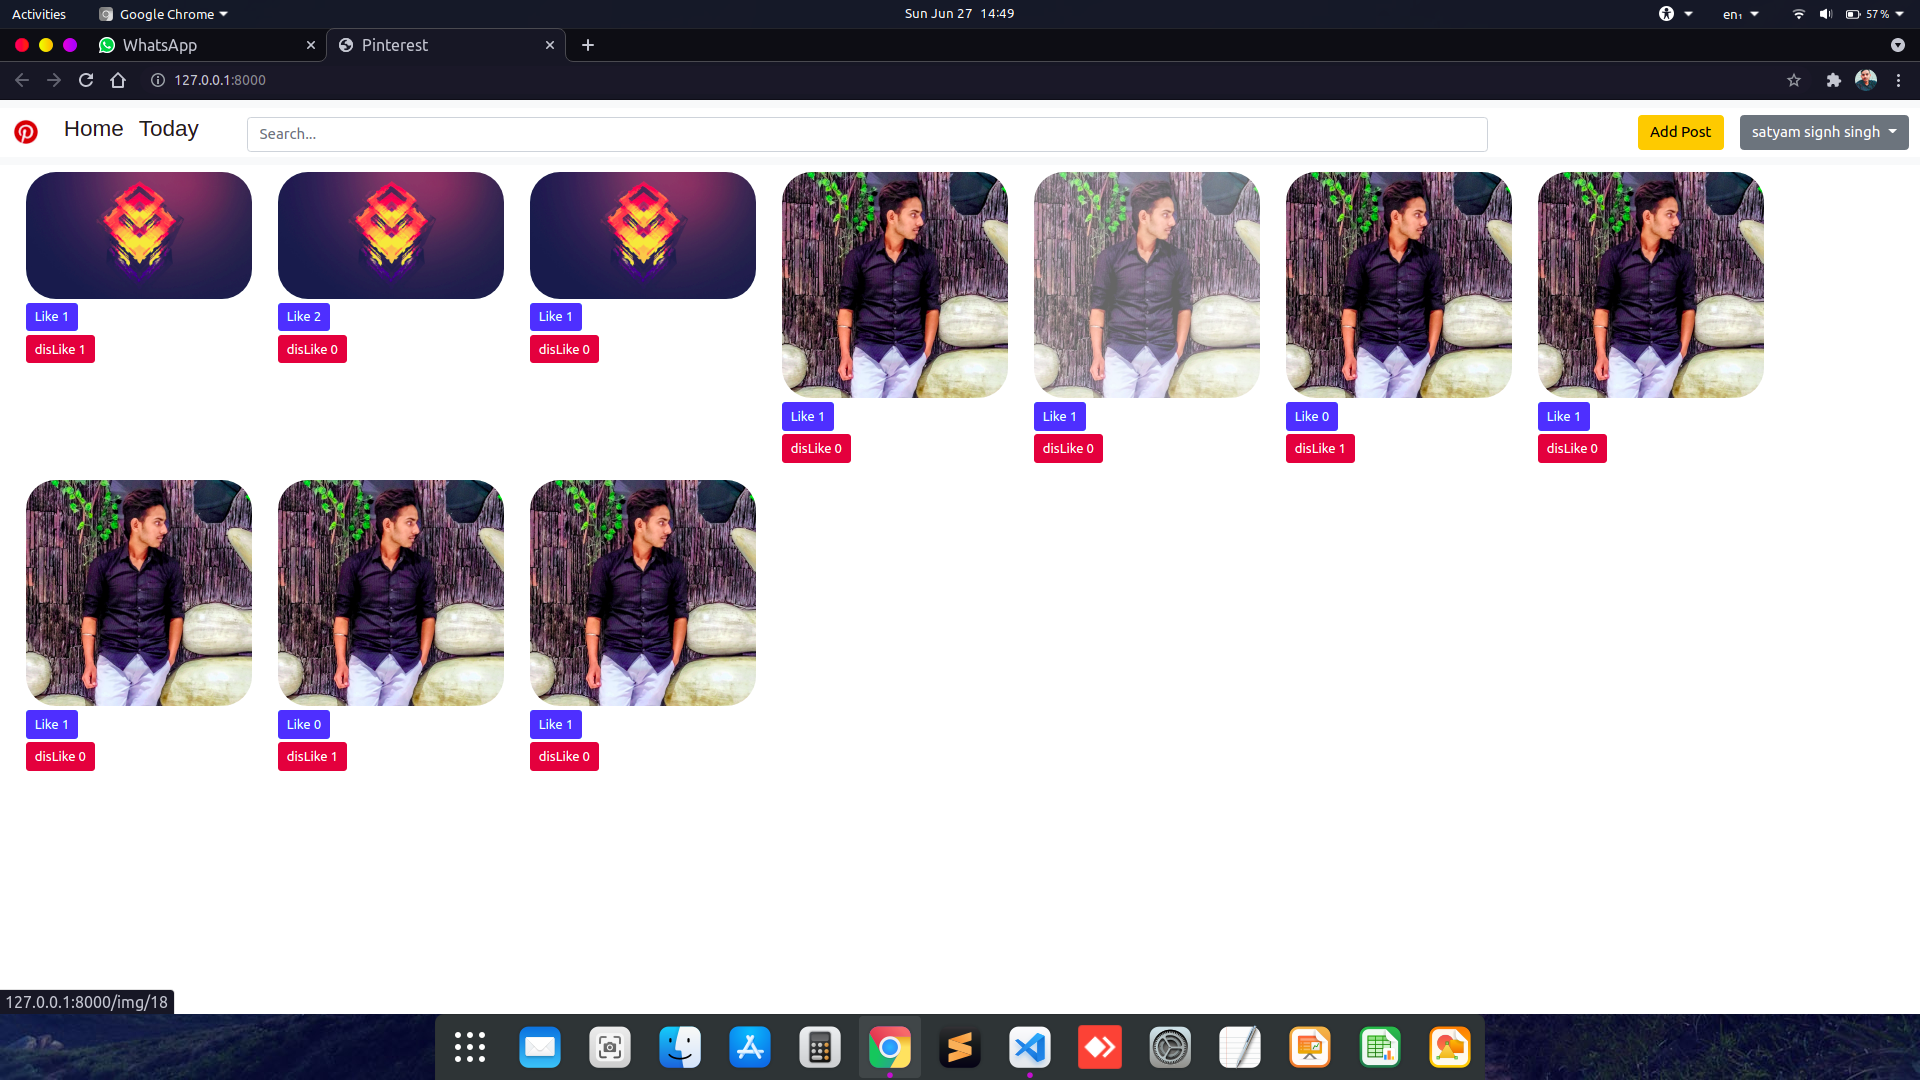 Activities Google Chrome Sun Jun 27 14:49 en₁ 57 %
WhatsApp Pinterest
127.0.0.1:8000
Home Today Search... Add Post satyam signh singh
Like 1 Like 2 Like 1
disLike 1 disLike 0 disLike 0
Like 1 Like 1 Like 0 Like 1
disLike 0 disLike 0 disLike 1 disLike 0
Like 1 Like 0 Like 1
disLike 0 disLike 1 disLike 0
127.0.0.1:8000/img/18